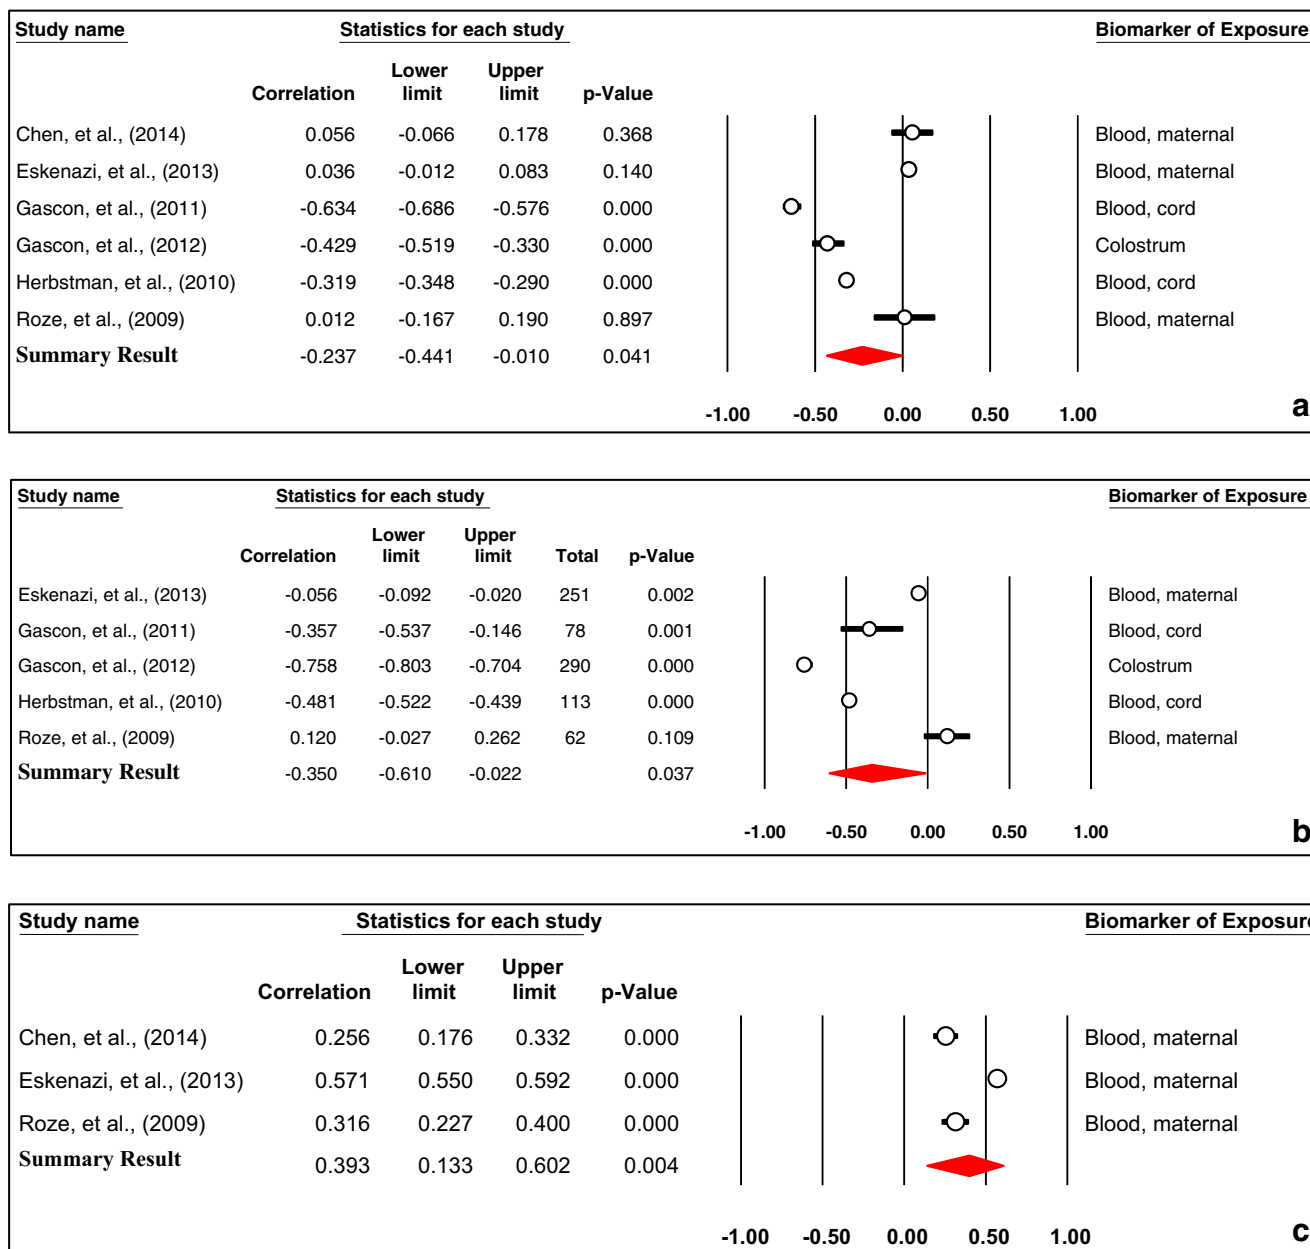 Study name Statistics for each study Biomarker of Exposure
Lower Upper
Correlation limit limit p-Value
Chen, et al., (2014) 0.056 -0.066 0.178 0.368 Blood, maternal
Eskenazi, et al., (2013) 0.036 -0.012 0.083 0.140 Blood, maternal
Gascon, et al., (2011) -0.634 -0.686 -0.576 0.000 Blood, cord
Gascon, et al., (2012) -0.429 -0.519 -0.330 0.000 Colostrum
Herbstman, et al., (2010) -0.319 -0.348 -0.290 0.000 Blood, cord
Roze, et al., (2009) 0.012 -0.167 0.190 0.897 Blood, maternal
Summary Result -0.237 -0.441 -0.010 0.041
-1.00 -0.50 0.00 0.50 1.00 a
Study name Statistics for each study Biomarker of Exposure
Lower Upper
Correlation limit limit Total p-Value
Eskenazi, et al., (2013) -0.056 -0.092 -0.020 251 0.002 Blood, maternal
Gascon, et al., (2011) -0.357 -0.537 -0.146 78 0.001 Blood, cord
Gascon, et al., (2012) -0.758 -0.803 -0.704 290 0.000 Colostrum
Herbstman, et al., (2010) -0.481 -0.522 -0.439 113 0.000 Blood, cord
Roze, et al., (2009) 0.120 -0.027 0.262 62 0.109 Blood, maternal
Summary Result -0.350 -0.610 -0.022 0.037
-1.00 -0.50 0.00 0.50 1.00 b
Study name Statistics for each study Biomarker of Exposure
Lower Upper
Correlation limit limit p-Value
Chen, et al., (2014) 0.256 0.176 0.332 0.000 Blood, maternal
Eskenazi, et al., (2013) 0.571 0.550 0.592 0.000 Blood, maternal
Roze, et al., (2009) 0.316 0.227 0.400 0.000 Blood, maternal
Summary Result 0.393 0.133 0.602 0.004
-1.00 -0.50 0.00 0.50 1.00 c